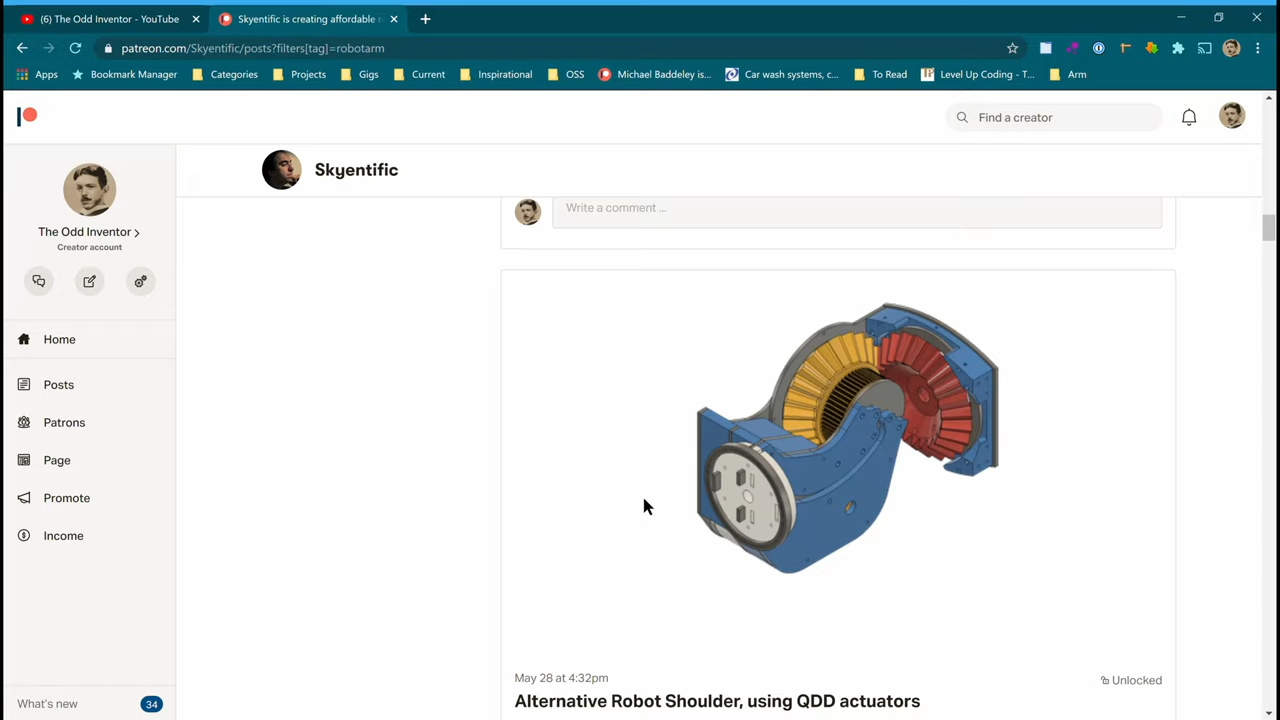 (6) The Odd Inventor - YouTube
Skyentific is creating affordable
patreon.com/Skyentific/posts?filters[tag]=robotarm
Apps Bookmark Manager Categories Projects Gigs Current Inspirational OSS Michael Baddeley is... Car wash systems, c... To Read Level Up Coding - T... Arm
Find a creator
Skyentific
The Odd Inventor
Creator account
Home
Posts
Patrons
Page
Promote
Income
What's new 34
Write a comment ...
May 28 at 4:32pm
Unlocked
Alternative Robot Shoulder, using QDD actuators